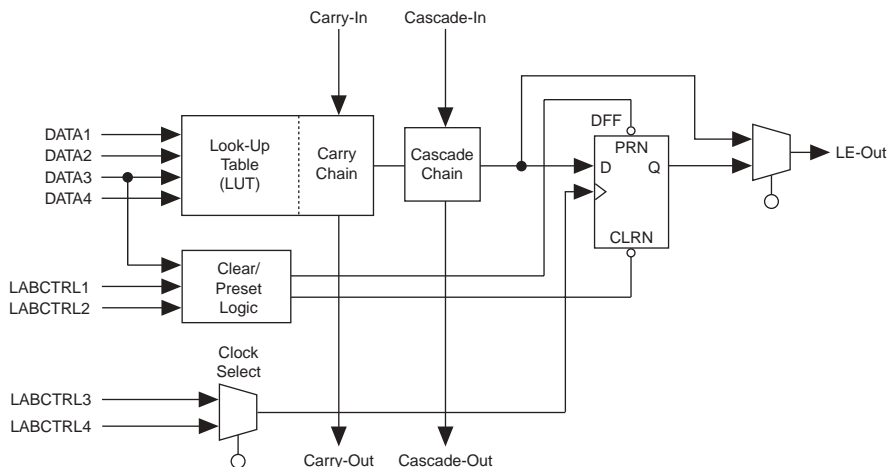 Carry-In
Cascade-In
DATA1
DATA2
DATA3
DATA4
Look-Up
Table
(LUT)
Carry
Chain
Cascade
Chain
DFF
PRN
D
Q
CLRN
LE-Out
LABCTRL1
LABCTRL2
Clear/
Preset
Logic
Clock
Select
LABCTRL3
LABCTRL4
Carry-Out
Cascade-Out